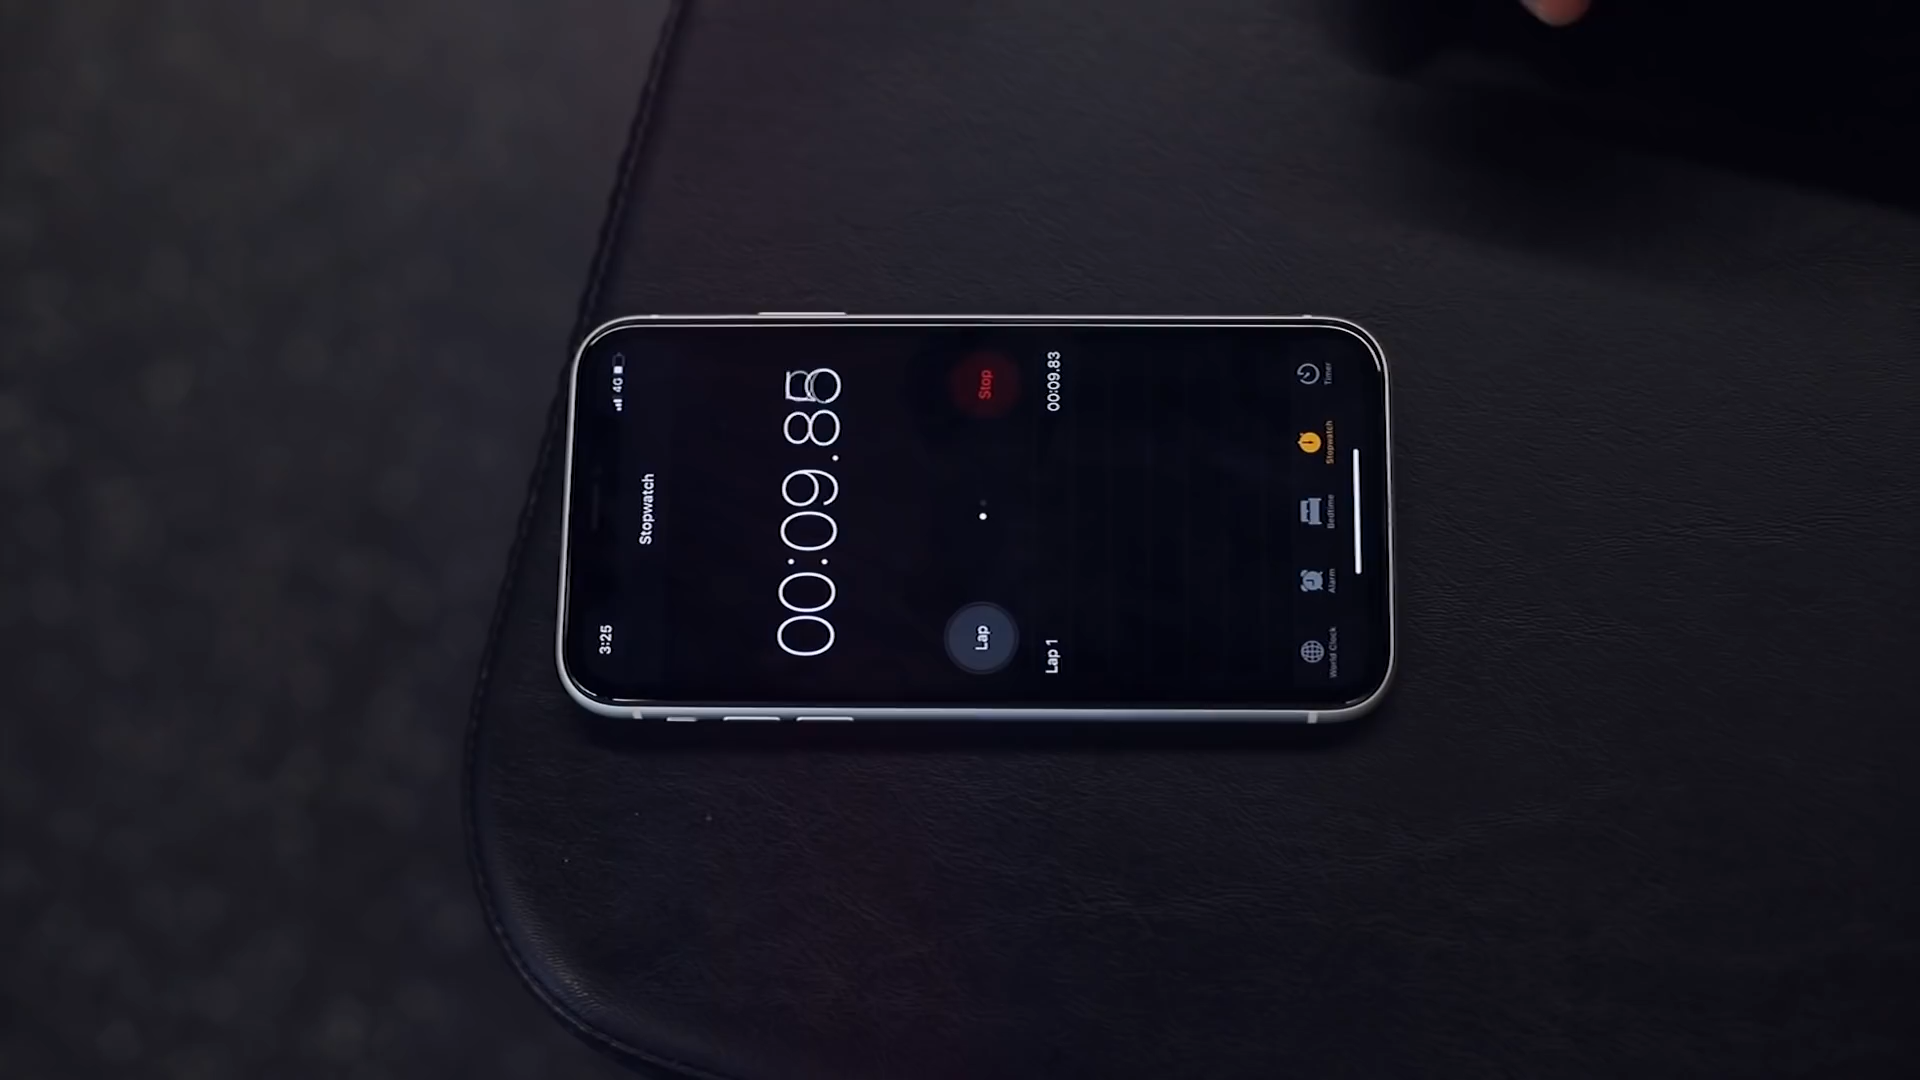 3:25
4G
Stopwatch
00:09.8
Lap
Stop
Lap 1
00:09.83
World Clock
Alarm
Bedtime
Stopwatch
Timer